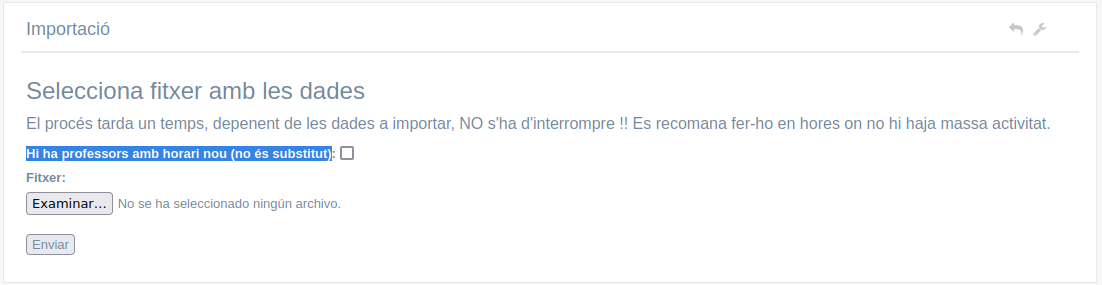 Importació
Selecciona fitxer amb les dades
El procés tarda un temps, depenent de les dades a importar, NO s'ha d'interrompre !! Es recomana fer-ho en hores on no hi haja massa activitat.
Hi ha professors amb horari nou (no és substitut):
Fitxer:
Examinar... No se ha seleccionado ningún archivo.
Enviar